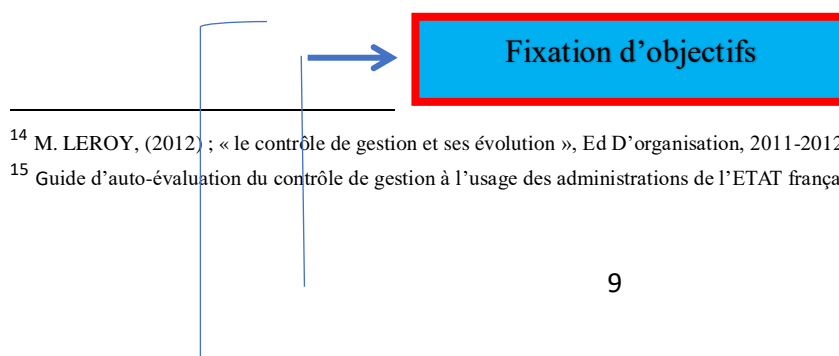 Fixation d’objectifs
14 M. LEROY, (2012) ; « le contrôle de gestion et ses évolution », Ed D’organisation, 2011-2012
15 Guide d’auto-évaluation du contrôle de gestion à l’usage des administrations de l’ETAT frança
9